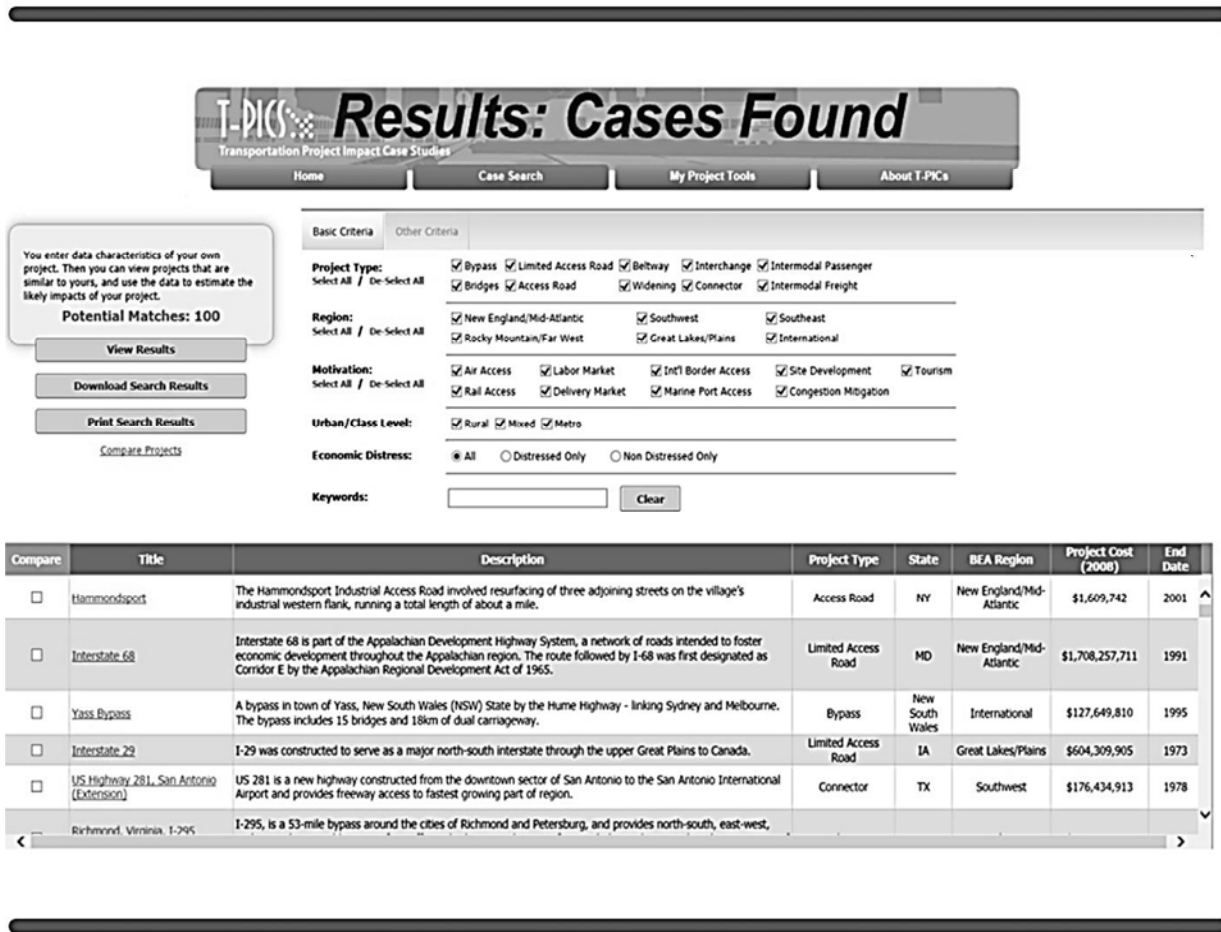 T-PICS Results: Cases Found
Transportation Project Impact Case Studies
Home Case Search My Project Tools About T-PICs
You enter data characteristics of your own
project. Then you can view projects that are
similar to yours, and use the data to estimate the
likely impacts of your project.
Potential Matches: 100
View Results
Download Search Results
Print Search Results
Compare Projects
Basic Criteria Other Criteria
Project Type: Bypass Limited Access Road Beltway Interchange Intermodal Passenger
Select All / De-Select All Bridges Access Road Widening Connector Intermodal Freight
Region: New England/Mid-Atlantic Southwest Southeast
Select All / De-Select All Rocky Mountain/Far West Great Lakes/Plains International
Motivation: Air Access Labor Market Int'l Border Access Site Development Tourism
Select All / De-Select All Rail Access Delivery Market Marine Port Access Congestion Mitigation
Urban/Class Level: Rural Mixed Metro
Economic Distress: All Distressed Only Non Distressed Only
Keywords: Clear
Compare Title Description Project Type State BEA Region Project Cost (2008) End Date
Hammondsport
The Hammondsport Industrial Access Road involved resurfacing of three adjoining streets on the village's
industrial western flank, running a total length of about a mile.
Access Road NY New England/Mid-
Atlantic $1,609,742 2001
Interstate 68
Interstate 68 is part of the Appalachian Development Highway System, a network of roads intended to foster
economic development throughout the Appalachian region. The route followed by I-68 was first designated as
Corridor E by the Appalachian Regional Development Act of 1965.
Limited Access
Road MD New England/Mid-
Atlantic $1,708,257,711 1991
Yass Bypass
A bypass in town of Yass, New South Wales (NSW) State by the Hume Highway - linking Sydney and Melbourne.
The bypass includes 15 bridges and 18km of dual carriageway.
Bypass New
South
Wales International $127,649,810 1995
Interstate 29
I-29 was constructed to serve as a major north-south interstate through the upper Great Plains to Canada.
Limited Access
Road IA Great Lakes/Plains $604,309,905 1973
US Highway 281, San Antonio
(Extension)
US 281 is a new highway constructed from the downtown sector of San Antonio to the San Antonio International
Airport and provides freeway access to fastest growing part of region.
Connector TX Southwest $176,434,913 1978
Richmond, Virginia, I-295
I-295, is a 53-mile bypass around the cities of Richmond and Petersburg, and provides north-south, east-west,